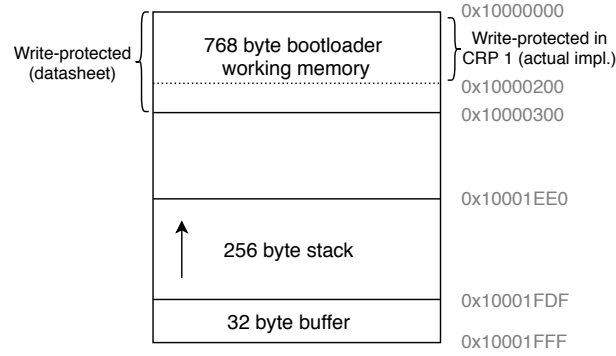 0x10000000
Write-protected
(datasheet)
768 byte bootloader
working memory
Write-protected in
CRP 1 (actual impl.)
0x10000200
0x10000300
0x10001EE0
256 byte stack
0x10001FDF
32 byte buffer
0x10001FFF